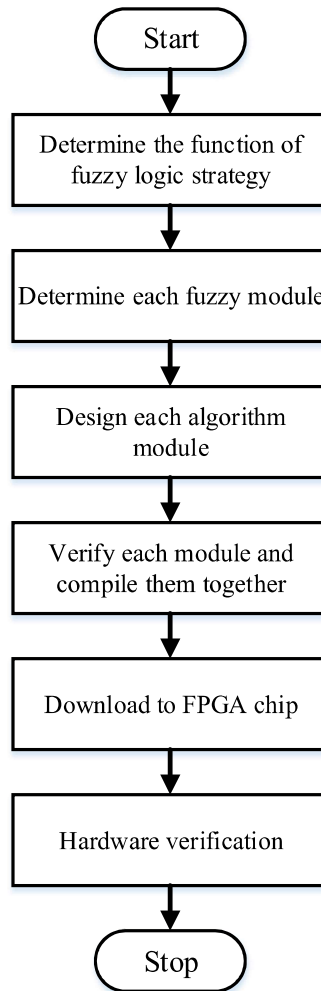 Start
Determine the function of
fuzzy logic strategy
Determine each fuzzy module
Design each algorithm
module
Verify each module and
compile them together
Download to FPGA chip
Hardware verification
Stop